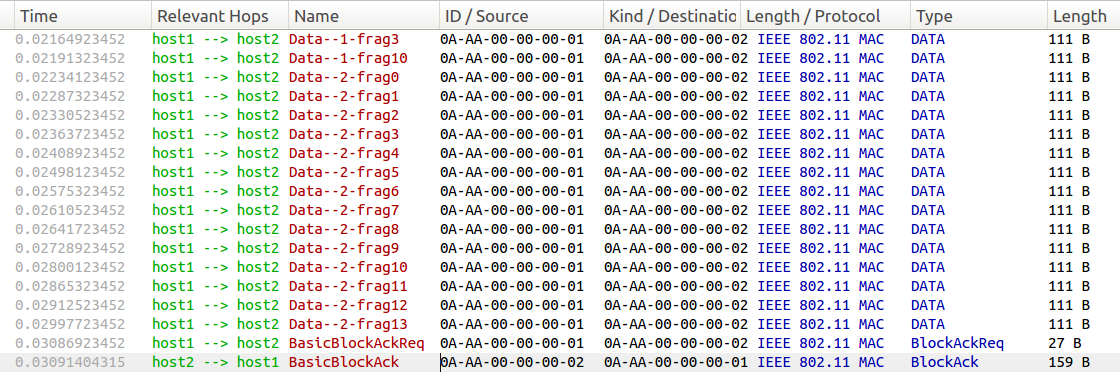 Time Relevant Hops Name ID / Source Kind / Destinatio Length / Protocol Type Length
0.02164923452 host1 --> host2 Data--1-frag3 0A-AA-00-00-00-01 0A-AA-00-00-00-02 IEEE 802.11 MAC DATA 111 B
0.02191323452 host1 --> host2 Data--1-frag10 0A-AA-00-00-00-01 0A-AA-00-00-00-02 IEEE 802.11 MAC DATA 111 B
0.02234123452 host1 --> host2 Data--2-frag0 0A-AA-00-00-00-01 0A-AA-00-00-00-02 IEEE 802.11 MAC DATA 111 B
0.02287323452 host1 --> host2 Data--2-frag1 0A-AA-00-00-00-01 0A-AA-00-00-00-02 IEEE 802.11 MAC DATA 111 B
0.02330523452 host1 --> host2 Data--2-frag2 0A-AA-00-00-00-01 0A-AA-00-00-00-02 IEEE 802.11 MAC DATA 111 B
0.02363723452 host1 --> host2 Data--2-frag3 0A-AA-00-00-00-01 0A-AA-00-00-00-02 IEEE 802.11 MAC DATA 111 B
0.02408923452 host1 --> host2 Data--2-frag4 0A-AA-00-00-00-01 0A-AA-00-00-00-02 IEEE 802.11 MAC DATA 111 B
0.02498123452 host1 --> host2 Data--2-frag5 0A-AA-00-00-00-01 0A-AA-00-00-00-02 IEEE 802.11 MAC DATA 111 B
0.02575323452 host1 --> host2 Data--2-frag6 0A-AA-00-00-00-01 0A-AA-00-00-00-02 IEEE 802.11 MAC DATA 111 B
0.02610523452 host1 --> host2 Data--2-frag7 0A-AA-00-00-00-01 0A-AA-00-00-00-02 IEEE 802.11 MAC DATA 111 B
0.02641723452 host1 --> host2 Data--2-frag8 0A-AA-00-00-00-01 0A-AA-00-00-00-02 IEEE 802.11 MAC DATA 111 B
0.02728923452 host1 --> host2 Data--2-frag9 0A-AA-00-00-00-01 0A-AA-00-00-00-02 IEEE 802.11 MAC DATA 111 B
0.02800123452 host1 --> host2 Data--2-frag10 0A-AA-00-00-00-01 0A-AA-00-00-00-02 IEEE 802.11 MAC DATA 111 B
0.02865323452 host1 --> host2 Data--2-frag11 0A-AA-00-00-00-01 0A-AA-00-00-00-02 IEEE 802.11 MAC DATA 111 B
0.02912523452 host1 --> host2 Data--2-frag12 0A-AA-00-00-00-01 0A-AA-00-00-00-02 IEEE 802.11 MAC DATA 111 B
0.02997723452 host1 --> host2 Data--2-frag13 0A-AA-00-00-00-01 0A-AA-00-00-00-02 IEEE 802.11 MAC DATA 111 B
0.03086923452 host1 --> host2 BasicBlockAckReq 0A-AA-00-00-00-01 0A-AA-00-00-00-02 IEEE 802.11 MAC BlockAckReq 27 B
0.03091404315 host2 --> host1 BasicBlockAck 0A-AA-00-00-00-02 0A-AA-00-00-00-01 IEEE 802.11 MAC BlockAck 159 B